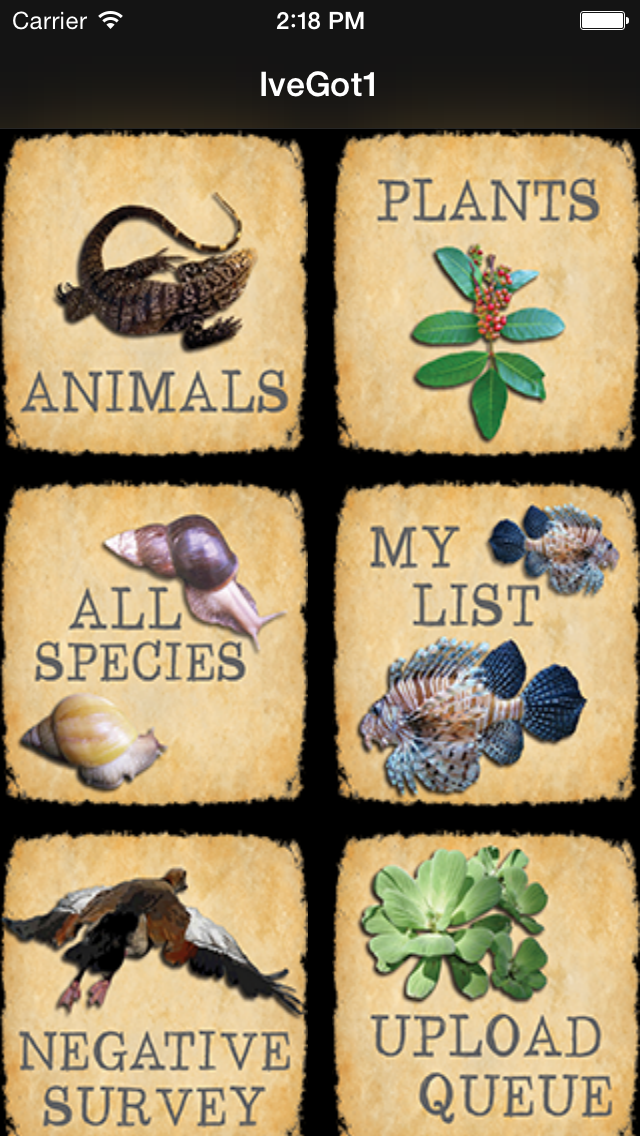 Carrier 2:18 PM
IveGot1
ANIMALS
PLANTS
ALL
SPECIES
MY
LIST
NEGATIVE
SURVEY
UPLOAD
QUEUE